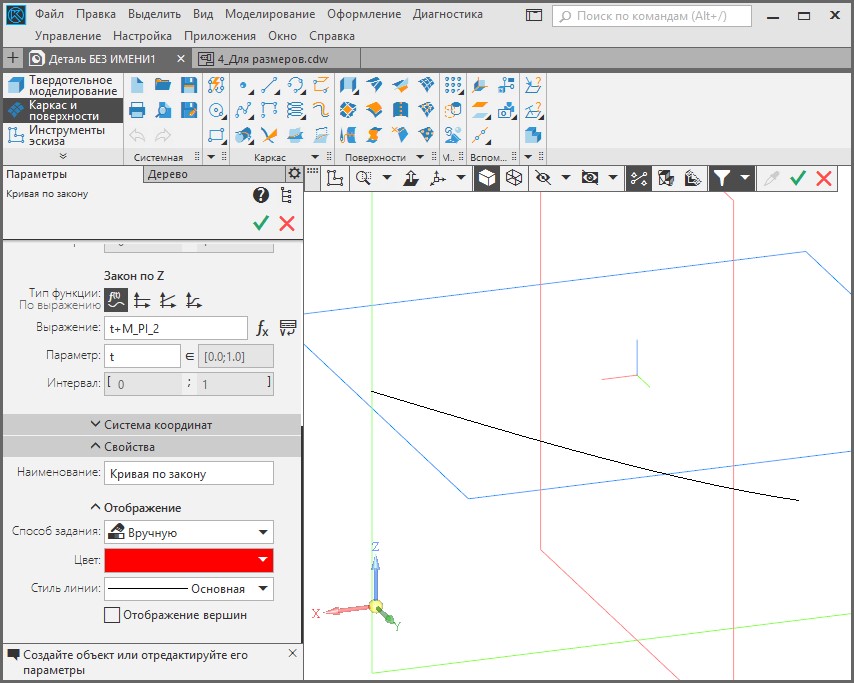 Файл Правка Выделить Вид Моделирование Оформление Диагностика
Поиск по командам (Alt+/)
Управление Настройка Приложения Окно Справка
Деталь БЕЗ ИМЕНИ1
4_Для размеров.cdw
Твердотельное
моделирование
Каркас и
поверхности
Инструменты
эскиза
Системная
Каркас
Поверхности
Вспом...
Параметры
Дерево
Кривая по закону
Закон по Z
Тип функции:
По выражению
Выражение: t+M_PI_2
Параметр: t ∈ [0.0;1.0]
Интервал: [ 0 ; 1 ]
Система координат
Свойства
Наименование: Кривая по закону
Отображение
Способ задания: Вручную
Цвет:
Стиль линии: Основная
Отображение вершин
Создайте объект или отредактируйте его
параметры
Z
X
Y